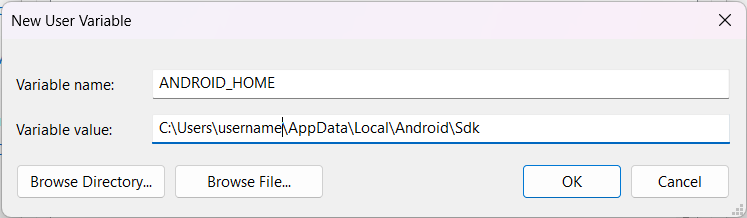 New User Variable
Variable name: ANDROID_HOME
Variable value: C:\Users\username\AppData\Local\Android\Sdk
Browse Directory... Browse File... OK Cancel